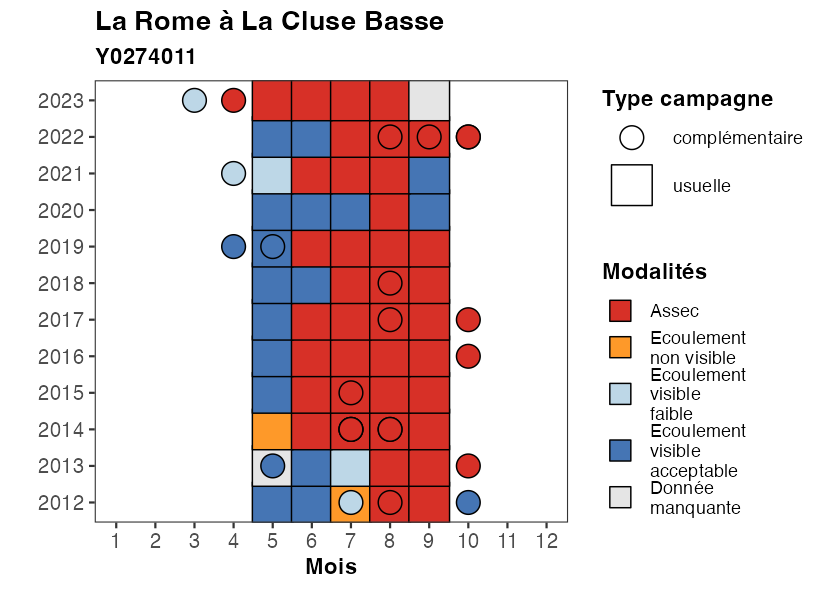 La Rome à La Cluse Basse
Y0274011
2023
2022
2021
2020
2019
2018
2017
2016
2015
2014
2013
2012
1 2 3 4 5 6 7 8 9 10 11 12
Mois
Type campagne
complémentaire
usuelle
Modalités
Assec
Ecoulement
non visible
Ecoulement
visible
faible
Ecoulement
visible
acceptable
Donnée
manquante